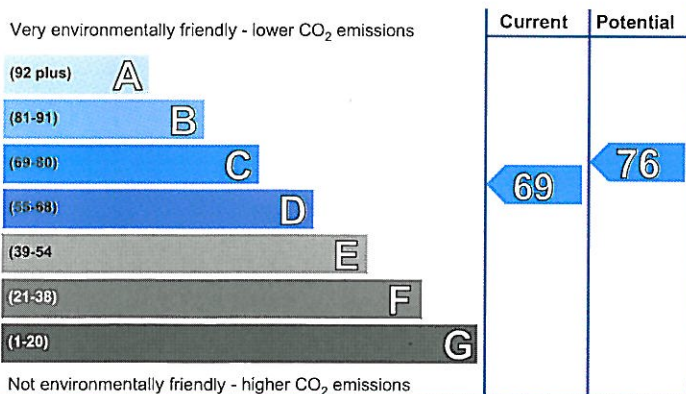 Very environmentally friendly - lower CO₂ emissions
Current
Potential
(92 plus) A
(81-91) B
(69-80) C
(55-68) D
(39-54 E
(21-38) F
(1-20) G
69
76
Not environmentally friendly - higher CO₂ emissions